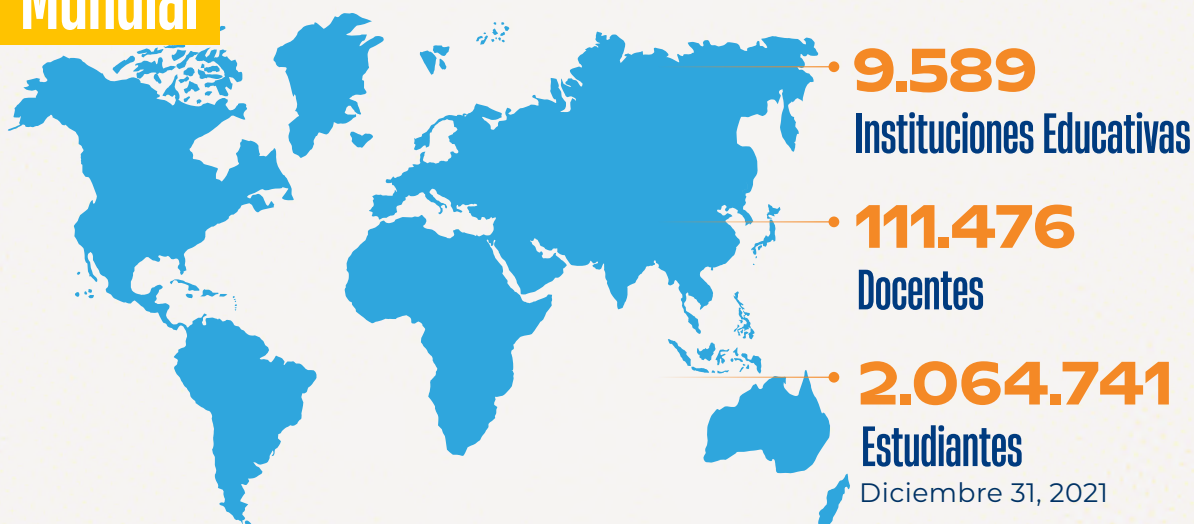 Mundial
9.589
Instituciones Educativas
111.476
Docentes
2.064.741
Estudiantes
Diciembre 31, 2021